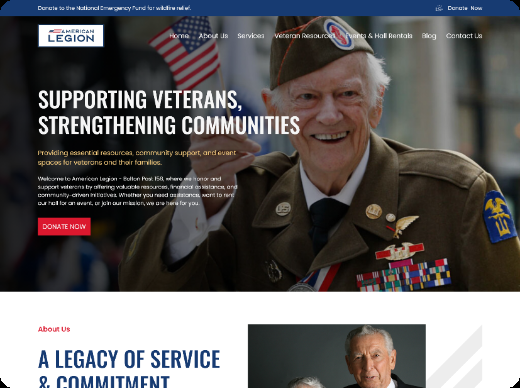 Donate to the National Emergency Fund for wildfire relief.
Donate Now
AMERICAN
LEGION
Home About Us Services Veteran Resources Events & Hall Rentals Blog Contact Us
SUPPORTING VETERANS,
STRENGTHENING COMMUNITIES
Providing essential resources, community support, and event
spaces for veterans and their families.
Welcome to American Legion – Bolton Post 159, where we honor and
support veterans by offering valuable resources, financial assistance, and
community-driven initiatives. Whether you need assistance, want to rent
our hall for an event, or join our mission, we are here for you.
DONATE NOW
About Us
A LEGACY OF SERVICE
& COMMITMENT